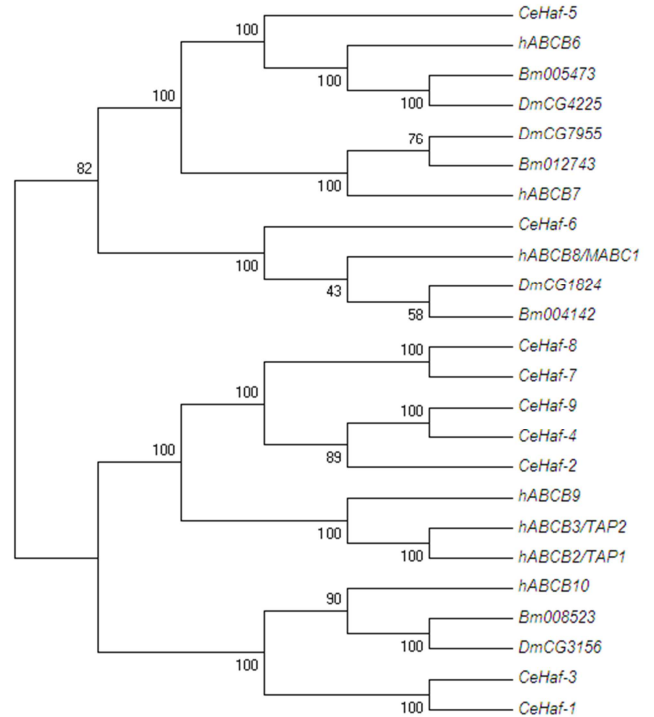 CeHaf-5
100
hABCB6
100
Bm005473
100
DmCG4225
100
DmCG7955
76
Bm012743
100
hABCB7
82
CeHaf-6
100
hABCB8/MABC1
43
DmCG1824
58
Bm004142
CeHaf-8
100
CeHaf-7
100
CeHaf-9
100
CeHaf-4
100
89
CeHaf-2
hABCB9
100
hABCB3/TAP2
100
hABCB2/TAP1
hABCB10
90
Bm008523
100
DmCG3156
100
CeHaf-3
100
CeHaf-1